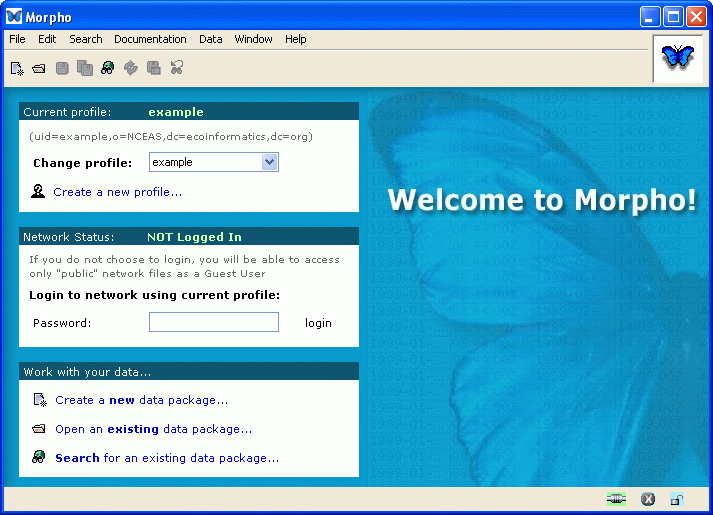 Morpho
File Edit Search Documentation Data Window Help
Current profile: example
(uid=example,o=NCEAS,dc=ecoinformatics,dc=org)
Change profile: example
Create a new profile...
Welcome to Morpho!
Network Status: NOT Logged In
If you do not choose to login, you will be able to access
only "public" network files as a Guest User
Login to network using current profile:
Password: login
Work with your data...
Create a new data package...
Open an existing data package...
Search for an existing data package...